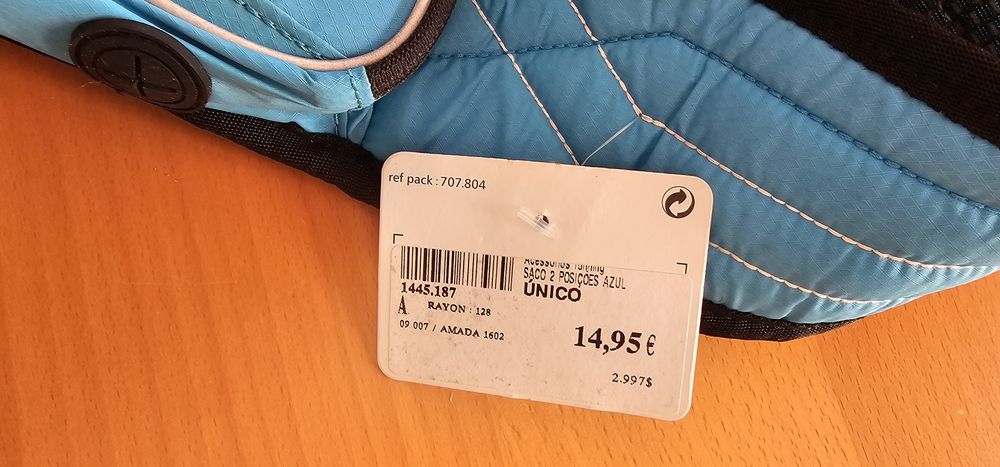 ref pack : 707.804
Acessórios running
SACO 2 POSIÇOES AZUL
ÚNICO
1445.187
A RAYON : 128
09 007 / AMADA 1602
14,95€
2.997$